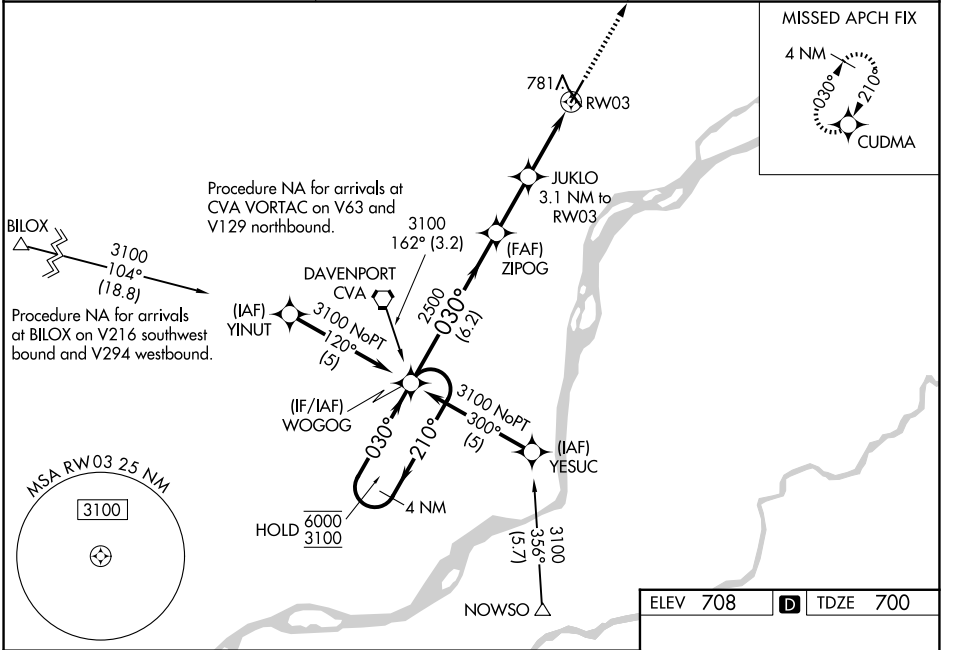 MISSED APCH FIX
4 NM
030°
210°
CUDMA
781
RW03
JUKLO
3.1 NM to
RW03
(FAF)
ZIPOG
Procedure NA for arrivals at
CVA VORTAC on V63 and
V129 northbound.
3100
162° (3.2)
BILOX
3100
104°
(18.8)
DAVENPORT
CVA
2500
030°
(6.2)
Procedure NA for arrivals
at BILOX on V216 southwest
bound and V294 westbound.
(IAF)
YINUT
3100 NoPT
120°
(5)
(IF/IAF)
WOGOG
3100 NoPT
300°
(5)
(IAF)
YESUC
030°
210°
4 NM
HOLD
6000
3100
MSA RW03 25 NM
3100
3100
356°
(5.7)
NOWSO
ELEV 708 D TDZE 700